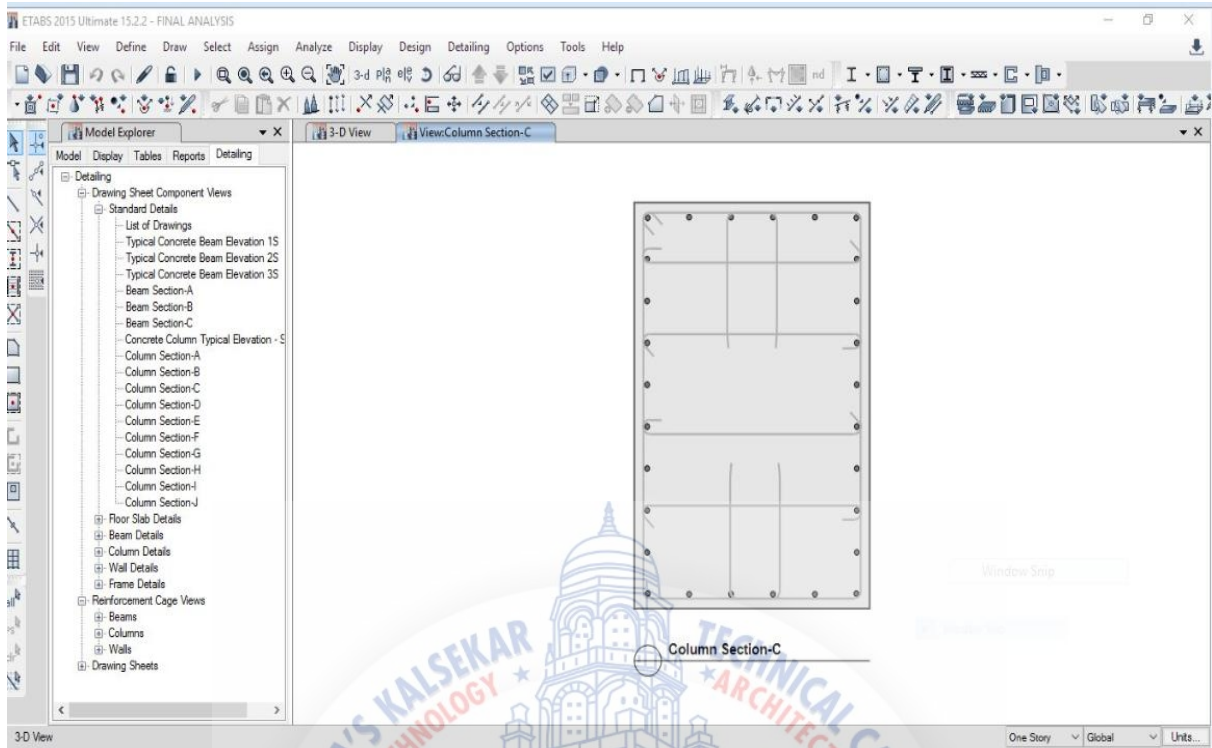 ETABS 2015 Ultimate 15.2.2 - FINAL ANALYSIS
File Edit View Define Draw Select Assign Analyze Display Design Detailing Options Tools Help
3-d
nd
Model Explorer
3-D View
View:Column Section-C
Model Display Tables Reports Detailing
Detailing
Drawing Sheet Component Views
Standard Details
List of Drawings
Typical Concrete Beam Elevation 1S
Typical Concrete Beam Elevation 2S
Typical Concrete Beam Elevation 3S
Beam Section-A
Beam Section-B
Beam Section-C
Concrete Column Typical Elevation - S
Column Section-A
Column Section-B
Column Section-C
Column Section-D
Column Section-E
Column Section-F
Column Section-G
Column Section-H
Column Section-I
Column Section-J
Floor Slab Details
Beam Details
Column Details
Wall Details
Frame Details
Reinforcement Cage Views
Beams
Columns
Walls
Drawing Sheets
Window Snip
Column Section-C
KALSEKAR TECHNICAL
3-D View
One Story
Global
Units...